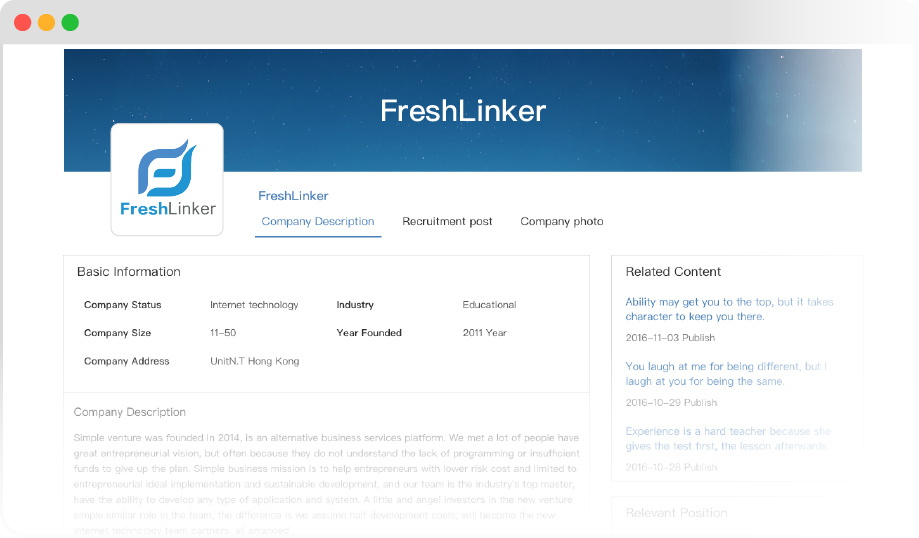 FreshLinker
FreshLinker
FreshLinker
Company Description
Recruitment post
Company photo
Basic Information
Company Status Internet technology Industry Educational
Company Size 11-50 Year Founded 2011 Year
Company Address UnitN.T Hong Kong
Company Description
Simple venture was founded in 2014, is an alternative business services platform. We met a lot of people have
great entrepreneurial vision, but often because they do not understand the lack of programming or insufficient
funds to give up the plan. Simple business mission is to help entrepreneurs with lower risk cost and limited to
entrepreneurial ideal implementation and sustainable development, and our team is the industry's top master,
have the ability to develop any type of application and system. A little and angel investors in the new venture
simple similar role in the team, the difference is we assume half development costs, will become the new
internet technology team partners, all arranged
Related Content
Ability may get you to the top, but it takes
character to keep you there.
2016-11-03 Publish
You laugh at me for being different, but I
laugh at you for being the same.
2016-10-29 Publish
Experience is a hard teacher because she
gives the test first, the lesson afterwards.
2016-10-28 Publish
Relevant Position